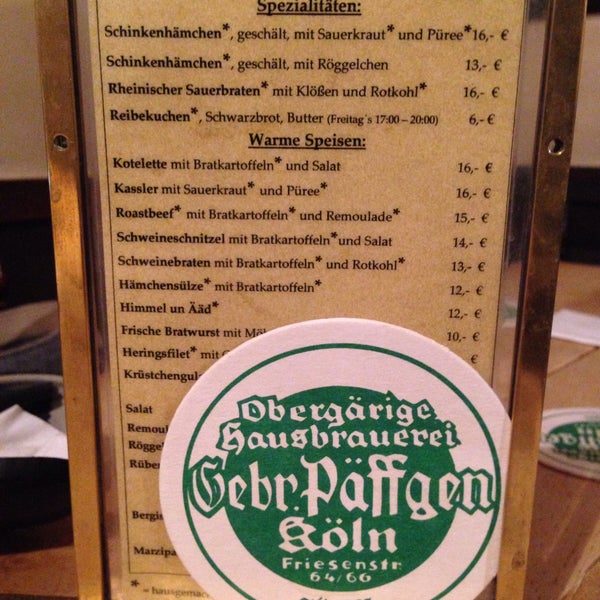 Spezialitäten:
Schinkenhämchen*, geschält, mit Sauerkraut* und Püree* 16,- €
Schinkenhämchen*, geschält, mit Röggelchen 13,- €
Rheinischer Sauerbraten* mit Klößen und Rotkohl* 16,- €
Reibekuchen*, Schwarzbrot, Butter (Freitag´s 17:00 – 20:00) 6,- €
Warme Speisen:
Kotelette mit Bratkartoffeln* und Salat 16,- €
Kassler mit Sauerkraut* und Püree* 16,- €
Roastbeef* mit Bratkartoffeln* und Remoulade* 15,- €
Schweineschnitzel mit Bratkartoffeln* und Salat 14,- €
Schweinebraten mit Bratkartoffeln* und Rotkohl* 13,- €
Hämchensülze* mit Bratkartoffeln* 12,- €
Himmel un Ääd* 12,- €
Frische Bratwurst mit 10,- €
Heringsfilet* mit €
Salat
Obergärige
Hausbrauerei
Gebr. Päffgen
Köln
Friesenstr.
64/66